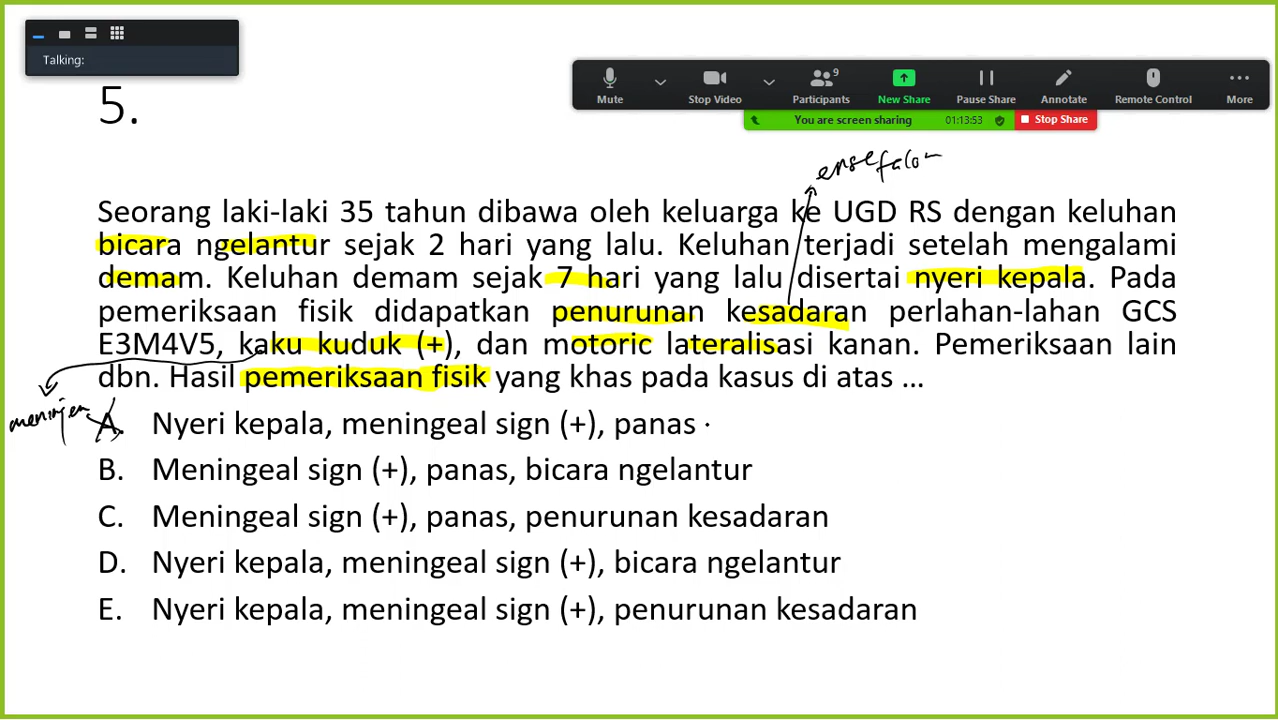 Talking:
9
Mute
Stop Video
Participants
New Share
Pause Share
Annotate
Remote Control
More
You are screen sharing
01:13:53
Stop Share
5.
Seorang laki-laki 35 tahun dibawa oleh keluarga ke UGD RS dengan keluhan
bicara ngelantur sejak 2 hari yang lalu. Keluhan terjadi setelah mengalami
demam. Keluhan demam sejak 7 hari yang lalu disertai nyeri kepala. Pada
pemeriksaan fisik didapatkan penurunan kesadaran perlahan-lahan GCS
E3M4V5, kaku kuduk (+), dan motoric lateralisasi kanan. Pemeriksaan lain
dbn. Hasil pemeriksaan fisik yang khas pada kasus di atas ...
A. Nyeri kepala, meningeal sign (+), panas
B. Meningeal sign (+), panas, bicara ngelantur
C. Meningeal sign (+), panas, penurunan kesadaran
D. Nyeri kepala, meningeal sign (+), bicara ngelantur
E. Nyeri kepala, meningeal sign (+), penurunan kesadaran